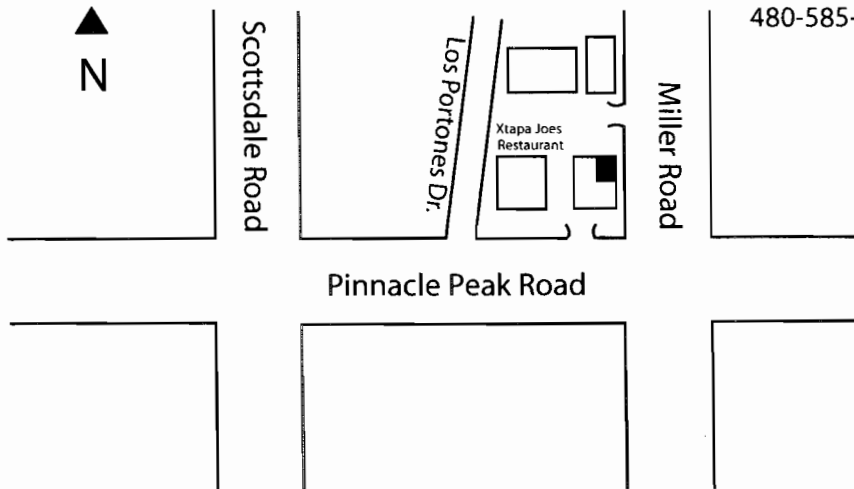 480-585-
N
Scottsdale Road
Los Portones Dr.
Xtapa Joes
Restaurant
Miller Road
Pinnacle Peak Road